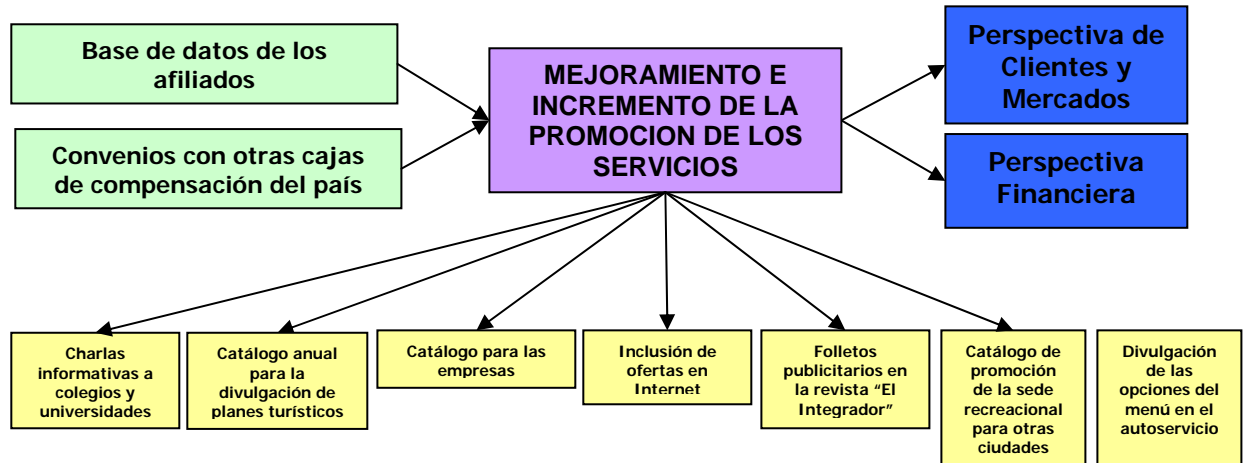 Base de datos de los
afiliados
Convenios con otras cajas
de compensación del país
MEJORAMIENTO E
INCREMENTO DE LA
PROMOCION DE LOS
SERVICIOS
Perspectiva de
Clientes y
Mercados
Perspectiva
Financiera
Charlas
informativas a
colegios y
universidades
Catálogo anual
para la
divulgación de
planes turísticos
Catálogo para las
empresas
Inclusión de
ofertas en
Internet
Folletos
publicitarios en
la revista “El
Integrador”
Catálogo de
promoción
de la sede
recreacional
para otras
ciudades
Divulgación
de las
opciones del
menú en el
autoservicio